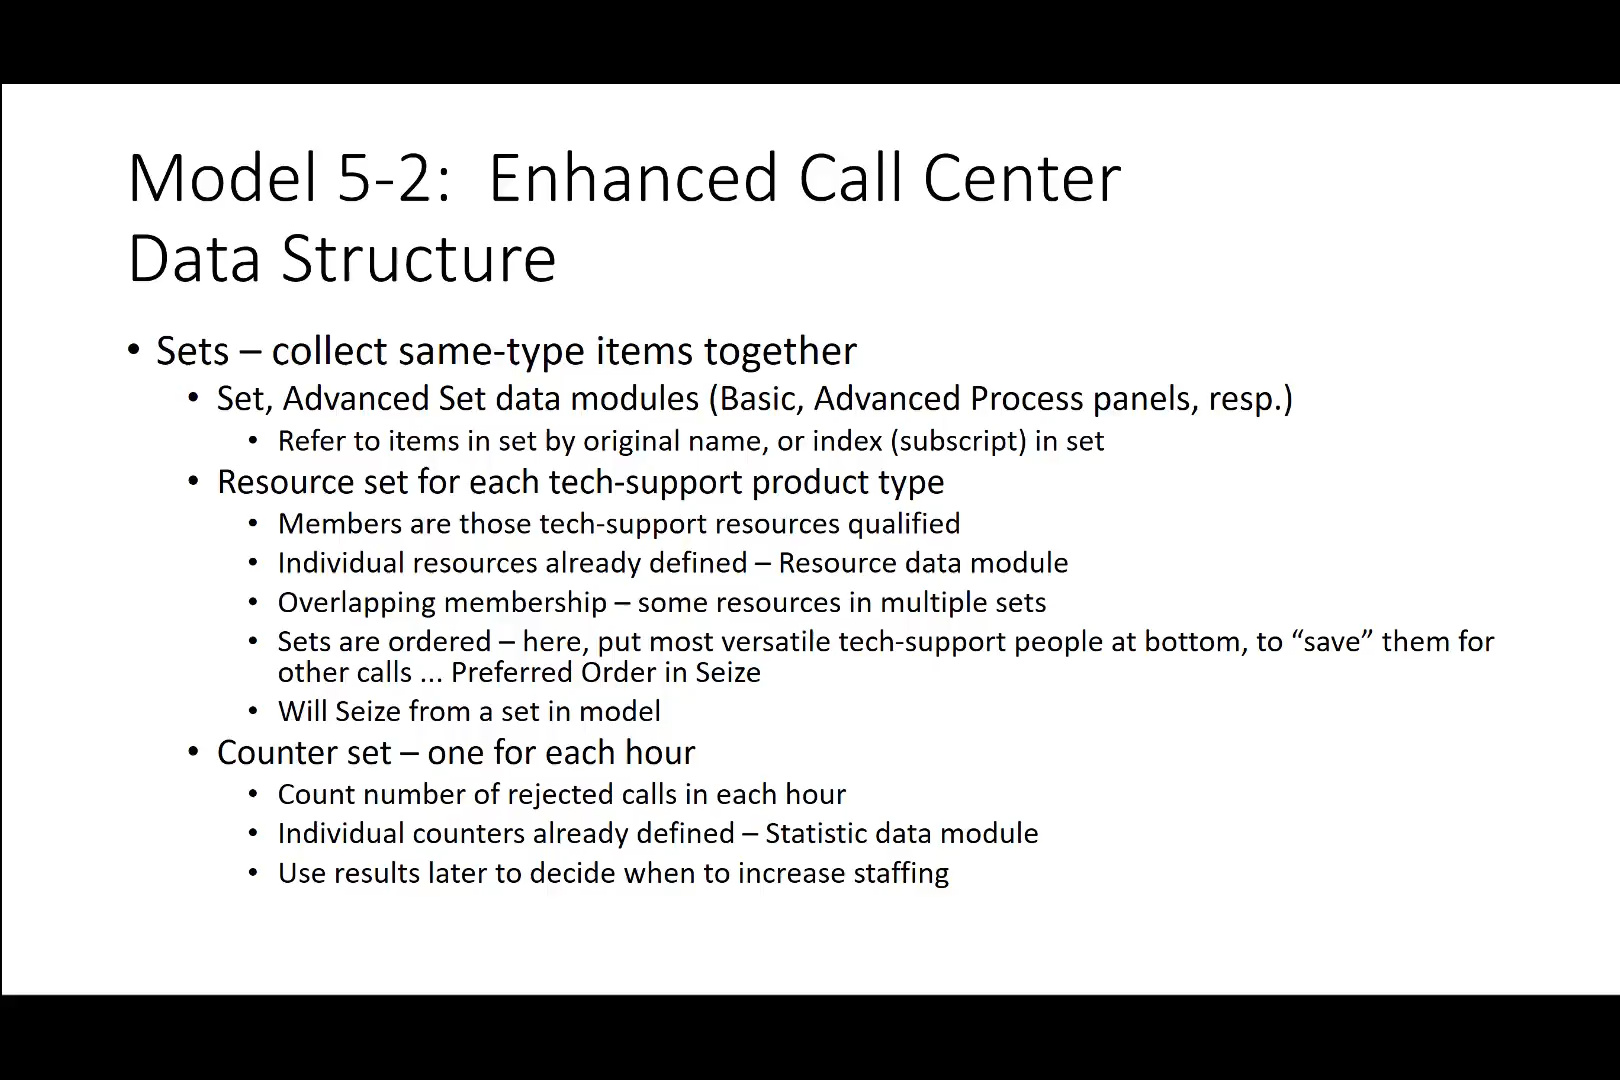 Model 5-2:  Enhanced Call Center
Data Structure
• Sets – collect same-type items together
• Set, Advanced Set data modules (Basic, Advanced Process panels, resp.)
• Refer to items in set by original name, or index (subscript) in set
• Resource set for each tech-support product type
• Members are those tech-support resources qualified
• Individual resources already defined – Resource data module
• Overlapping membership – some resources in multiple sets
• Sets are ordered – here, put most versatile tech-support people at bottom, to “save” them for
other calls ... Preferred Order in Seize
• Will Seize from a set in model
• Counter set – one for each hour
• Count number of rejected calls in each hour
• Individual counters already defined – Statistic data module
• Use results later to decide when to increase staffing